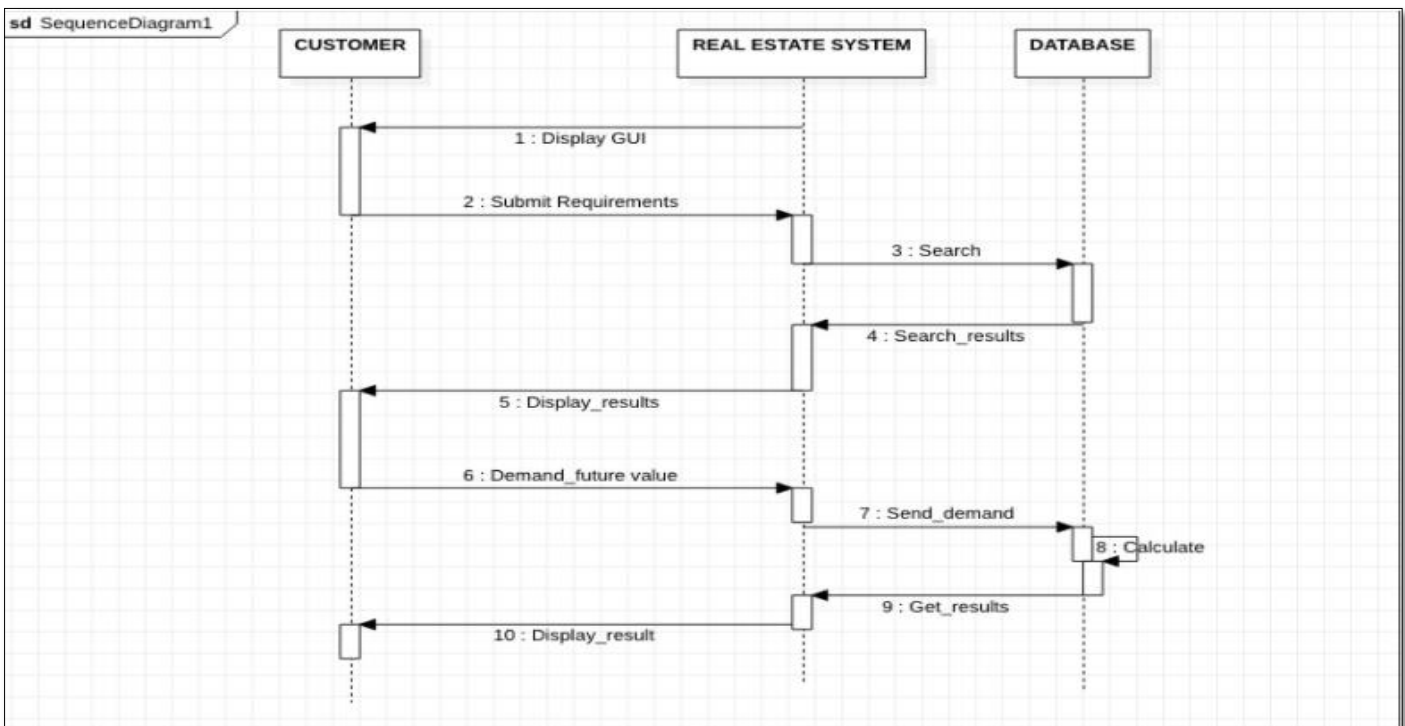 sd SequenceDiagram1
CUSTOMER
REAL ESTATE SYSTEM
DATABASE
1 : Display GUI
2 : Submit Requirements
3 : Search
4 : Search_results
5 : Display_results
6 : Demand_future value
7 : Send_demand
8 : Calculate
9 : Get_results
10 : Display_result